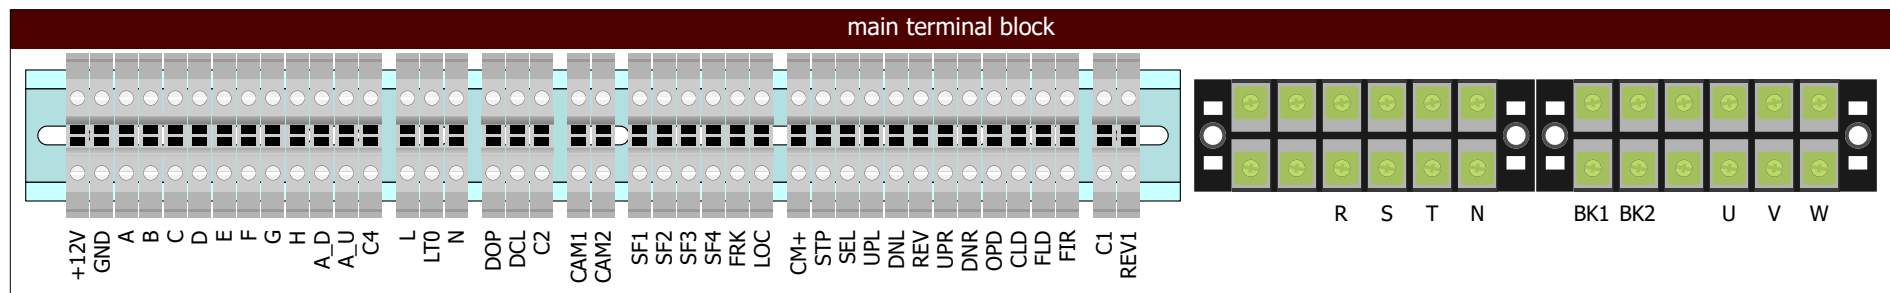 main terminal block
+12V GND A B C D E F G H A_D A_U C4 L LT0 N DOP DCL C2 CAM1 CAM2 SF1 SF2 SF3 SF4 FRK LOC CM+ STP SEL UPL DNL REV UPR DNR OPD CLD FLD FIR C1 REV1
R S T N BK1 BK2 U V W